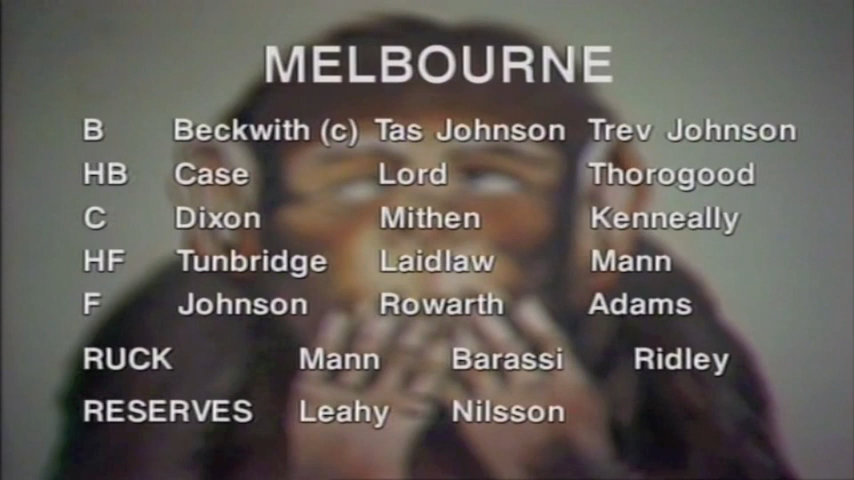 MELBOURNE
B Beckwith (c) Tas Johnson Trev Johnson
HB Case Lord Thorogood
C Dixon Mithen Kenneally
HF Tunbridge Laidlaw Mann
F Johnson Rowarth Adams
RUCK Mann Barassi Ridley
RESERVES Leahy Nilsson